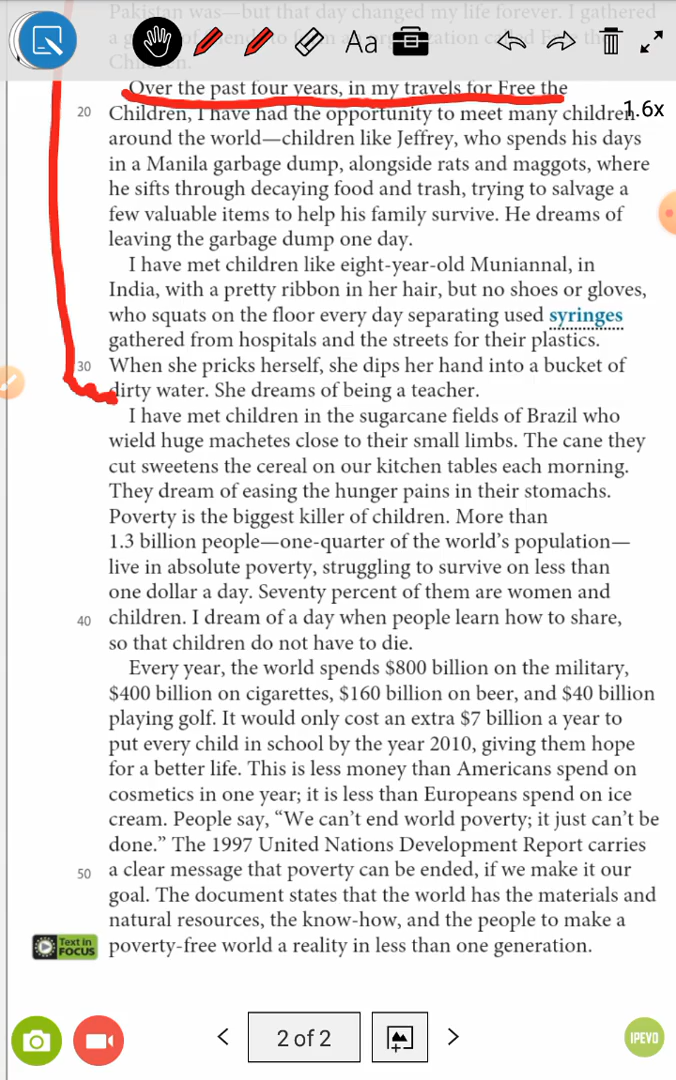 Pakistan was—but that day changed my life forever. I gathered
Children.
Aa
1.6x
Over the past four years, in my travels for Free the
20 Children, I have had the opportunity to meet many children
around the world—children like Jeffrey, who spends his days
in a Manila garbage dump, alongside rats and maggots, where
he sifts through decaying food and trash, trying to salvage a
few valuable items to help his family survive. He dreams of
leaving the garbage dump one day.
I have met children like eight-year-old Muniannal, in
India, with a pretty ribbon in her hair, but no shoes or gloves,
who squats on the floor every day separating used syringes
gathered from hospitals and the streets for their plastics.
30 When she pricks herself, she dips her hand into a bucket of
dirty water. She dreams of being a teacher.
I have met children in the sugarcane fields of Brazil who
wield huge machetes close to their small limbs. The cane they
cut sweetens the cereal on our kitchen tables each morning.
They dream of easing the hunger pains in their stomachs.
Poverty is the biggest killer of children. More than
1.3 billion people—one-quarter of the world's population—
live in absolute poverty, struggling to survive on less than
one dollar a day. Seventy percent of them are women and
40 children. I dream of a day when people learn how to share,
so that children do not have to die.
Every year, the world spends $800 billion on the military,
$400 billion on cigarettes, $160 billion on beer, and $40 billion
playing golf. It would only cost an extra $7 billion a year to
put every child in school by the year 2010, giving them hope
for a better life. This is less money than Americans spend on
cosmetics in one year; it is less than Europeans spend on ice
cream. People say, “We can't end world poverty; it just can't be
done.” The 1997 United Nations Development Report carries
50 a clear message that poverty can be ended, if we make it our
goal. The document states that the world has the materials and
natural resources, the know-how, and the people to make a
poverty-free world a reality in less than one generation.
Text in
FOCUS
< 2 of 2 >
IPEVO